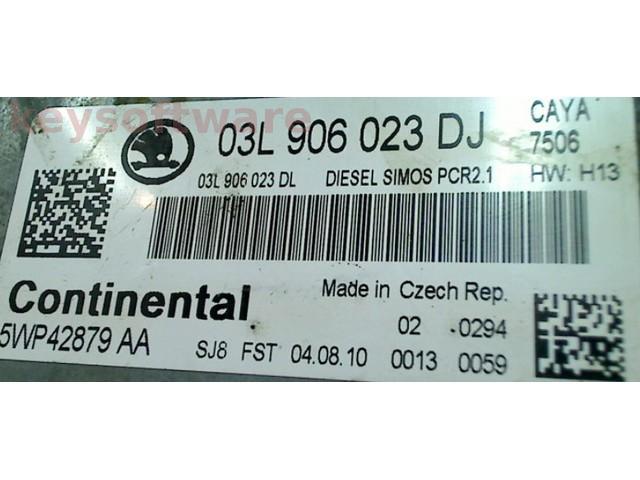 keysoftware
03L 906 023 DJ
CAYA
7506
03L 906 023 DL DIESEL SIMOS PCR2.1 HW: H13
Continental
Made in Czech Rep.
5WP42879 AA
02 0294
SJ8 FST 04.08.10 0013 0059